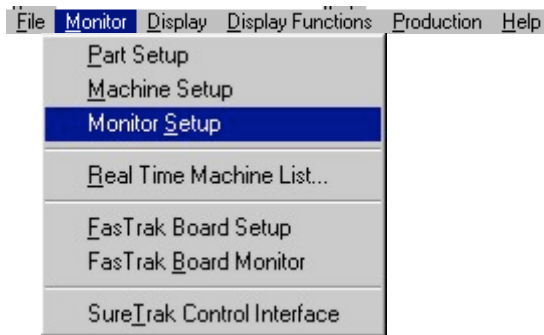 File Monitor Display Display Functions Production Help
Part Setup
Machine Setup
Monitor Setup
Real Time Machine List...
FasTrak Board Setup
FasTrak Board Monitor
SureTrak Control Interface